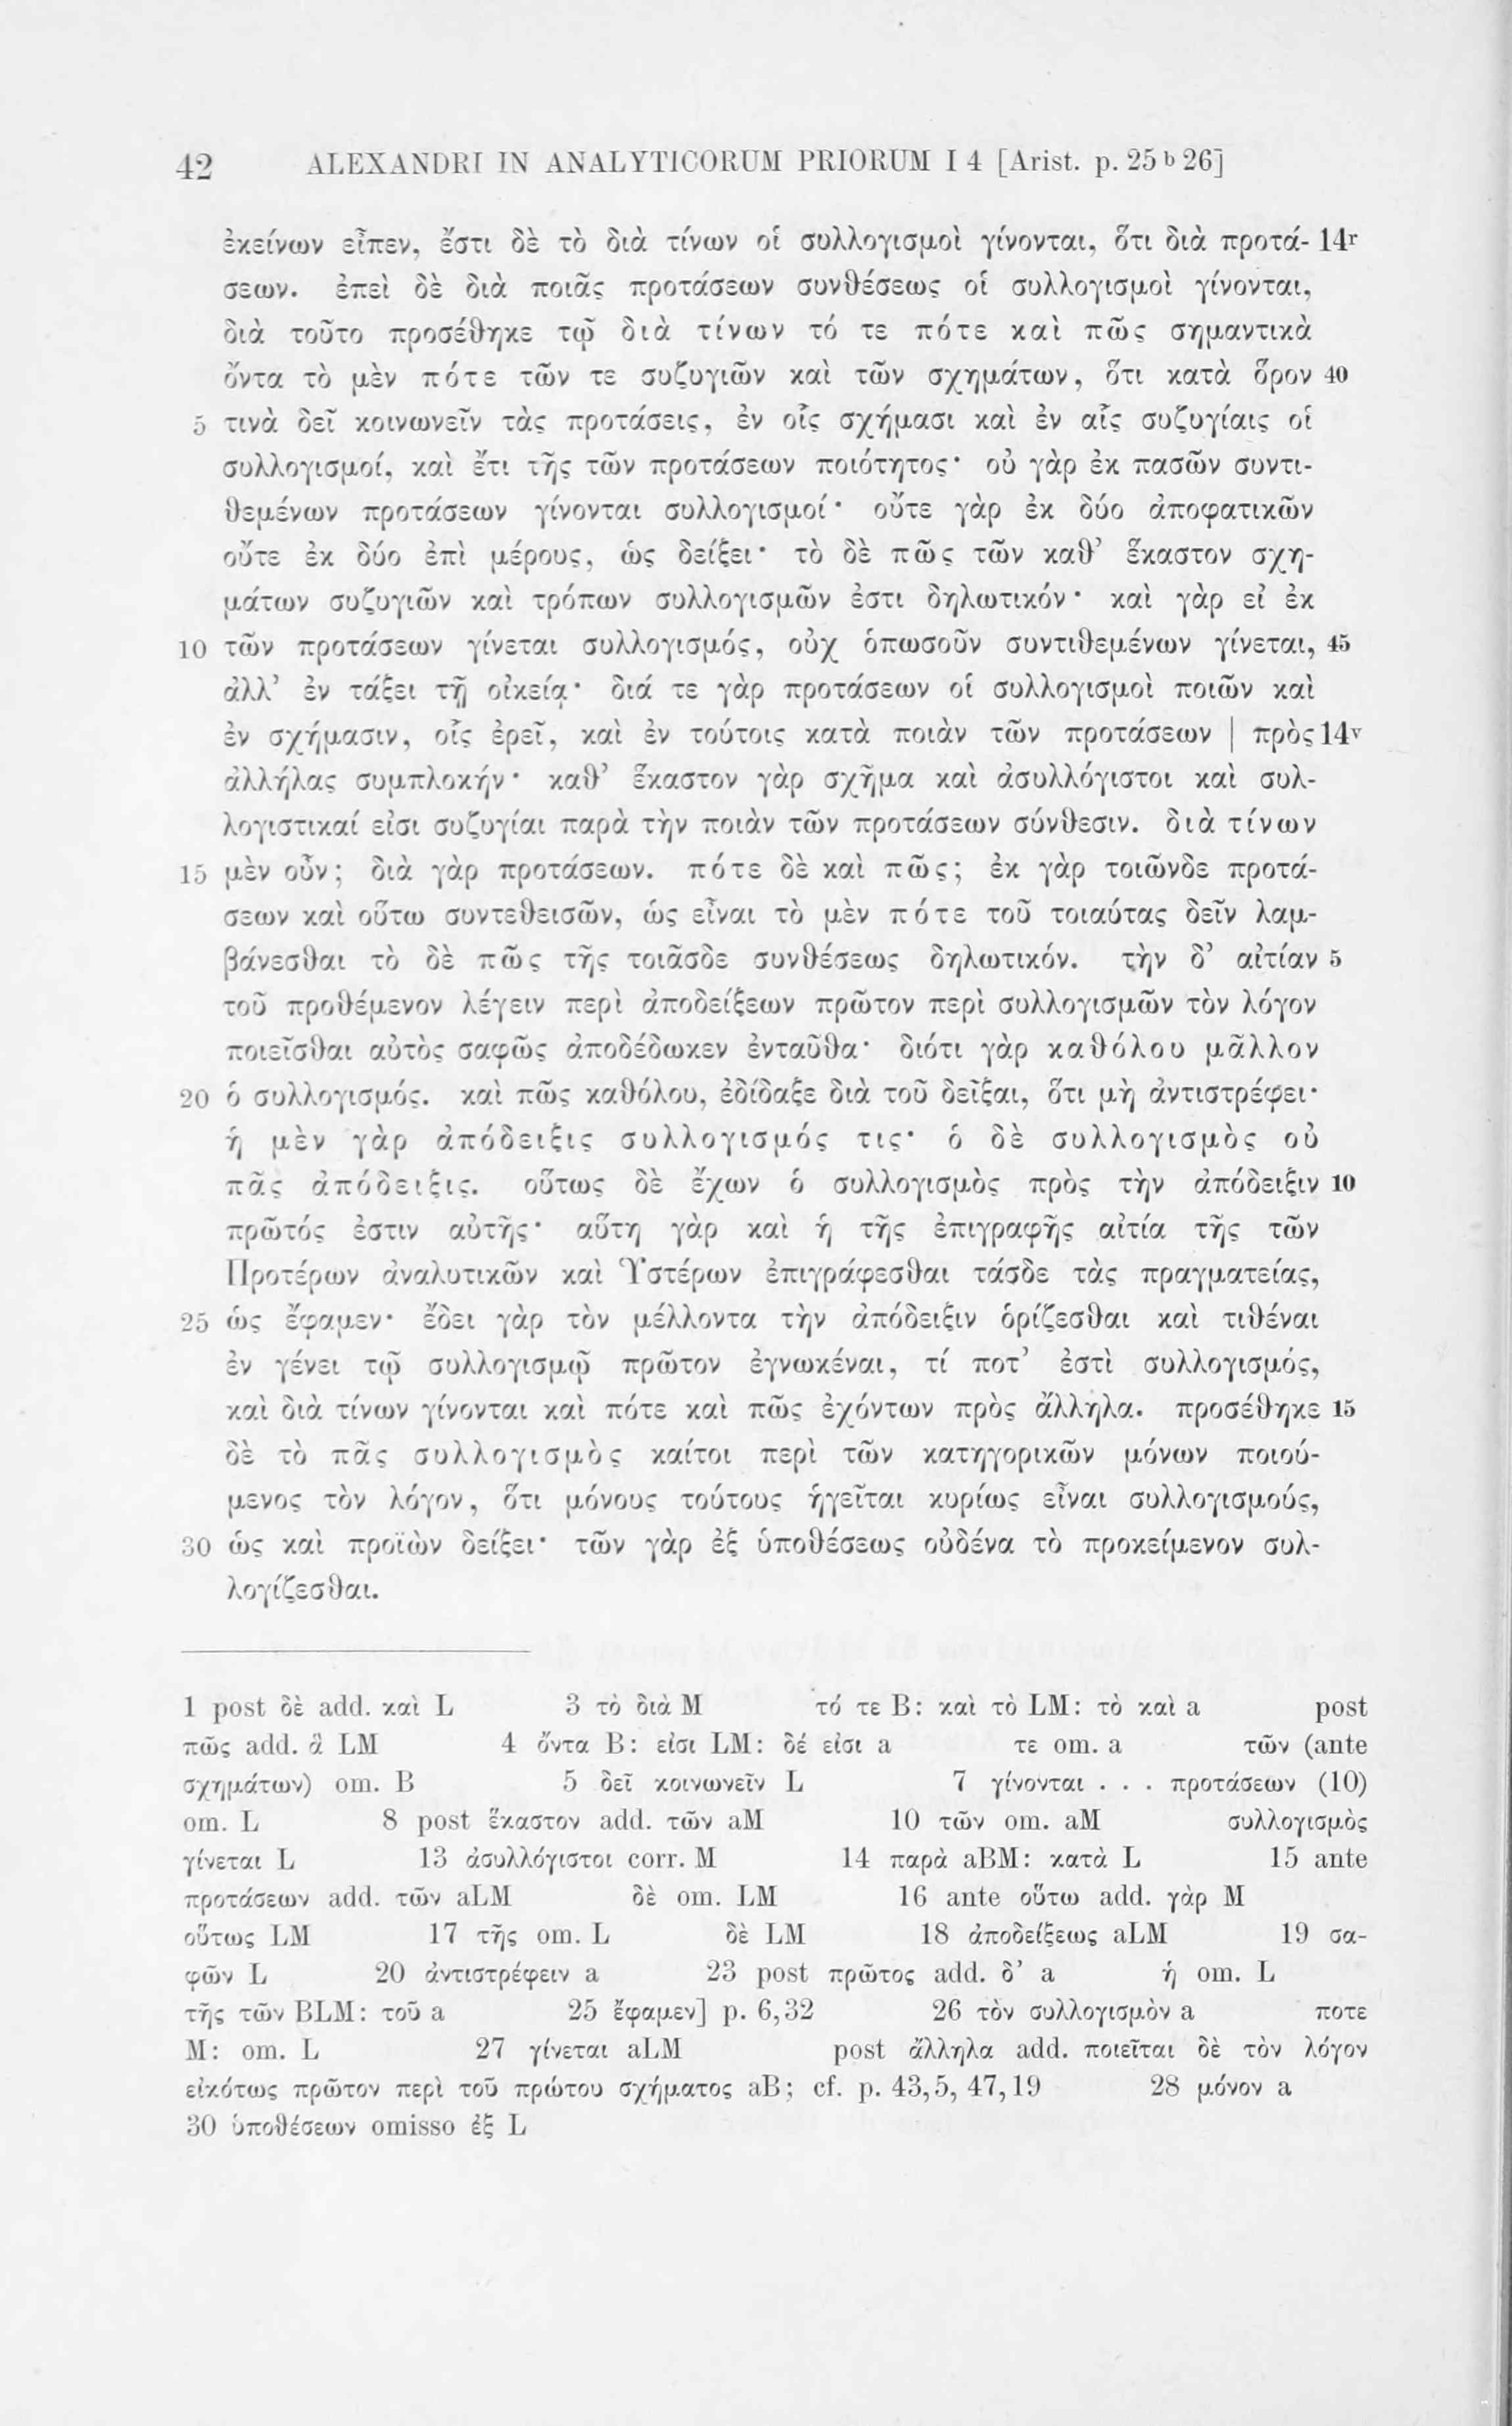 42 ALEXANDRI IN ANALYTICORUM PRIORUM I 4 [Arist. p. 25 b 26]
ἐκείνων εἶπεν, ἔστι δὲ τὸ διὰ τίνων οἱ συλλογισμοὶ γίνονται, ὅτι διὰ προτά- 14r
σεων. ἐπεὶ δὲ διὰ ποιᾶς προτάσεων συνθέσεως οἱ συλλογισμοὶ γίνονται,
διὰ τοῦτο προσέθηκε τῷ διὰ τίνων τό τε πότε καὶ πῶς σημαντικὰ
ὄντα τὸ μὲν πότε τῶν τε συζυγιῶν καὶ τῶν σχημάτων, ὅτι κατὰ ὅρον 40
5 τινὰ δεῖ κοινωνεῖν τὰς προτάσεις, ἐν οἷς σχήμασι καὶ ἐν αἷς συζυγίαις οἱ
συλλογισμοί, καὶ ἔτι τῆς τῶν προτάσεων ποιότητος· οὐ γὰρ ἐκ πασῶν συντι-
θεμένων προτάσεων γίνονται συλλογισμοί· οὔτε γὰρ ἐκ δύο ἀποφατικῶν
οὔτε ἐκ δύο ἐπὶ μέρους, ὡς δείξει· τὸ δὲ πῶς τῶν καθ’ ἕκαστον σχη-
μάτων συζυγιῶν καὶ τρόπων συλλογισμῶν ἐστι δηλωτικόν· καὶ γὰρ εἰ ἐκ
10 τῶν προτάσεων γίνεται συλλογισμός, οὐχ ὁπωσοῦν συντιθεμένων γίνεται, 45
ἀλλ’ ἐν τάξει τῇ οἰκείᾳ· διά τε γὰρ προτάσεων οἱ συλλογισμοὶ ποιῶν καὶ
ἐν σχήμασιν, οἷς ἐρεῖ, καὶ ἐν τούτοις κατὰ ποιὰν τῶν προτάσεων | πρὸς 14v
ἀλλήλας συμπλοκήν· καθ’ ἕκαστον γὰρ σχῆμα καὶ ἀσυλλόγιστοι καὶ συλ-
λογιστικαί εἰσι συζυγίαι παρὰ τὴν ποιὰν τῶν προτάσεων σύνθεσιν. διὰ τίνων
15 μὲν οὖν; διὰ γὰρ προτάσεων. πότε δὲ καὶ πῶς; ἐκ γὰρ τοιῶνδε προτά-
σεων καὶ οὕτω συντεθεισῶν, ὡς εἶναι τὸ μὲν πότε τοῦ τοιαύτας δεῖν λαμ-
βάνεσθαι τὸ δὲ πῶς τῆς τοιᾶσδε συνθέσεως δηλωτικόν. τὴν δ’ αἰτίαν 5
τοῦ προθέμενον λέγειν περὶ ἀποδείξεων πρῶτον περὶ συλλογισμῶν τὸν λόγον
ποιεῖσθαι αὐτὸς σαφῶς ἀποδέδωκεν ἐνταῦθα· διότι γὰρ καθόλου μᾶλλον
20 ὁ συλλογισμός. καὶ πῶς καθόλου, ἐδίδαξε διὰ τοῦ δεῖξαι, ὅτι μὴ ἀντιστρέφει·
ἡ μὲν γὰρ ἀπόδειξις συλλογισμός τις· ὁ δὲ συλλογισμὸς οὐ
πᾶς ἀπόδειξις. οὕτως δὲ ἔχων ὁ συλλογισμὸς πρὸς τὴν ἀπόδειξιν 10
πρῶτός ἐστιν αὐτῆς· αὕτη γὰρ καὶ ἡ τῆς ἐπιγραφῆς αἰτία τῆς τῶν
Προτέρων ἀναλυτικῶν καὶ Ὑστέρων ἐπιγράφεσθαι τάσδε τὰς πραγματείας,
25 ὡς ἔφαμεν· ἔδει γὰρ τὸν μέλλοντα τὴν ἀπόδειξιν ὁρίζεσθαι καὶ τιθέναι
ἐν γένει τῷ συλλογισμῷ πρῶτον ἐγνωκέναι, τί ποτ’ ἐστὶ συλλογισμός,
καὶ διὰ τίνων γίνονται καὶ πότε καὶ πῶς ἐχόντων πρὸς ἄλληλα. προσέθηκε 15
δὲ τὸ πᾶς συλλογισμὸς καίτοι περὶ τῶν κατηγορικῶν μόνων ποιού-
μενος τὸν λόγον, ὅτι μόνους τούτους ἡγεῖται κυρίως εἶναι συλλογισμούς,
30 ὡς καὶ προϊὼν δείξει· τῶν γὰρ ἐξ ὑποθέσεως οὐδένα τὸ προκείμενον συλ-
λογίζεσθαι.
1 post δὲ add. καὶ L 3 τὸ διὰ M τό τε B: καὶ τὸ LM: τὸ καὶ a post
πῶς add. ἃ LM 4 ὄντα B: εἰσι LM: δέ εἰσι a τε om. a τῶν (ante
σχημάτων) om. B 5 δεῖ κοινωνεῖν L 7 γίνονται . . . προτάσεων (10)
om. L 8 post ἕκαστον add. τῶν aM 10 τῶν om. aM συλλογισμὸς
γίνεται L 13 ἀσυλλόγιστοι corr. M 14 παρὰ aBM: κατὰ L 15 ante
προτάσεων add. τῶν aLM δὲ om. LM 16 ante οὕτω add. γὰρ M
οὕτως LM 17 τῆς om. L δὲ LM 18 ἀποδείξεως aLM 19 σα-
φῶν L 20 ἀντιστρέφειν a 23 post πρῶτος add. δ’ a ἡ om. L
τῆς τῶν BLM: τοῦ a 25 ἔφαμεν] p. 6,32 26 τὸν συλλογισμὸν a ποτε
M: om. L 27 γίνεται aLM post ἄλληλα add. ποιεῖται δὲ τὸν λόγον
εἰκότως πρῶτον περὶ τοῦ πρώτου σχήματος aB; cf. p. 43,5, 47,19 28 μόνον a
30 ὑποθέσεων omisso ἐξ L